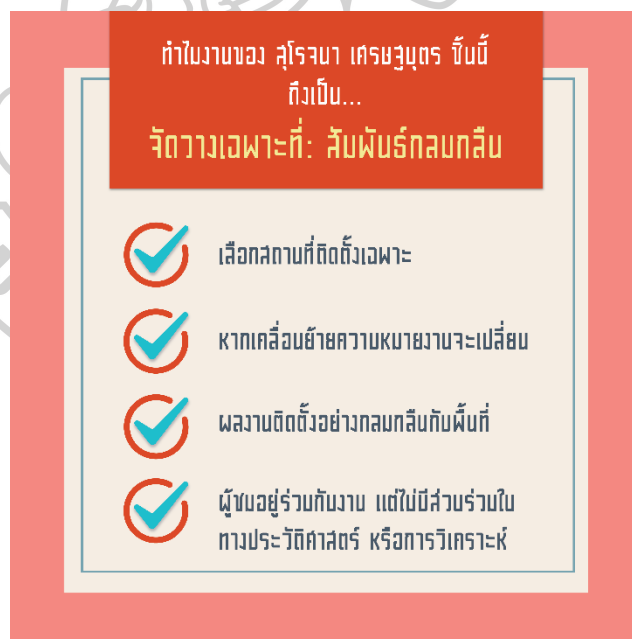 ทำไมงานของ สุโรจนา เศรษฐบุตร ชิ้นนี้
ถึงเป็น...
จัดวางเฉพาะที่: สัมพันธ์กลมกลืน
เลือกสถานที่ติดตั้งเฉพาะ
หากเคลื่อนย้ายความหมายงานจะเปลี่ยน
ผลงานติดตั้งอย่างกลมกลืนกับพื้นที่
ผู้ชมอยู่ร่วมกับงาน แต่ไม่มีส่วนร่วมใน
ทางประวัติศาสตร์ หรือการวิเคราะห์